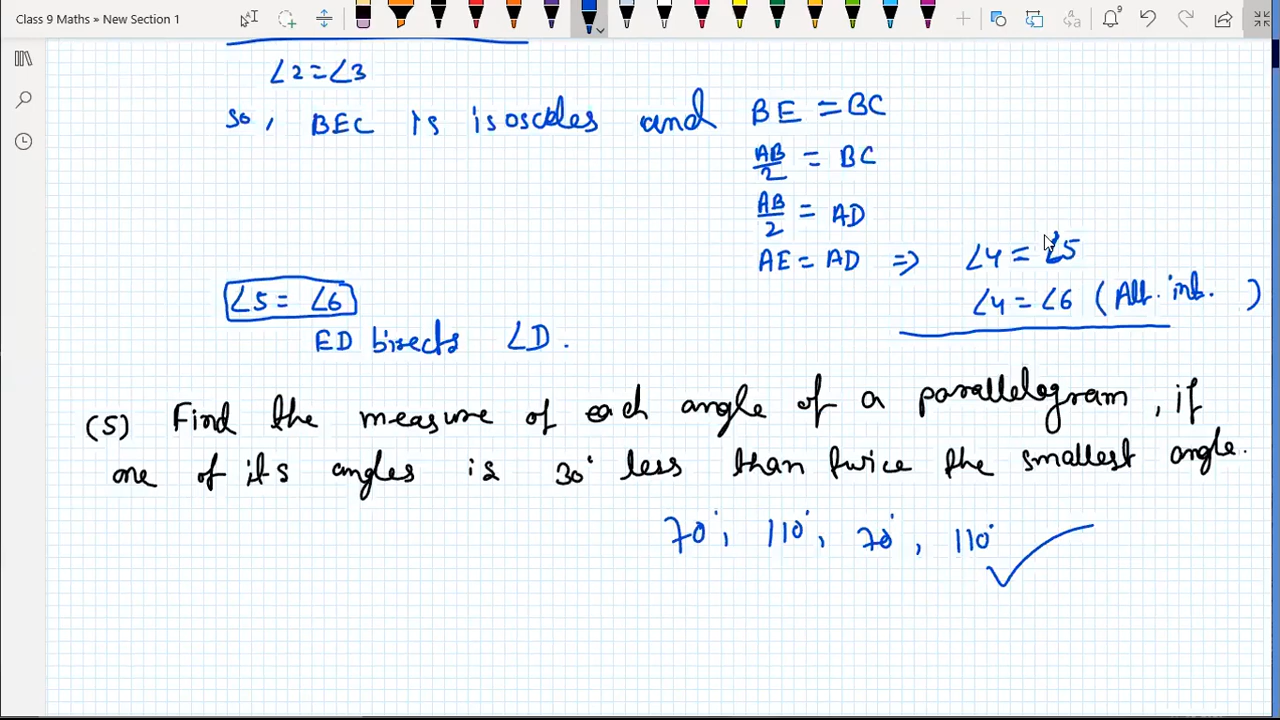 Class 9 Maths » New Section 1
∠2=∠3
so, BEC is isosceles and BE = BC
AB/2 = BC
AB/2 = AD
AE = AD ⇒ ∠4 = ∠5
∠5 = ∠6
∠4 = ∠6 (Alt. int. )
ED bisects ∠D.
(5) Find the measure of each angle of a parallelogram, if
one of its angles is 30° less than twice the smallest angle.
70°, 110°, 70°, 110°